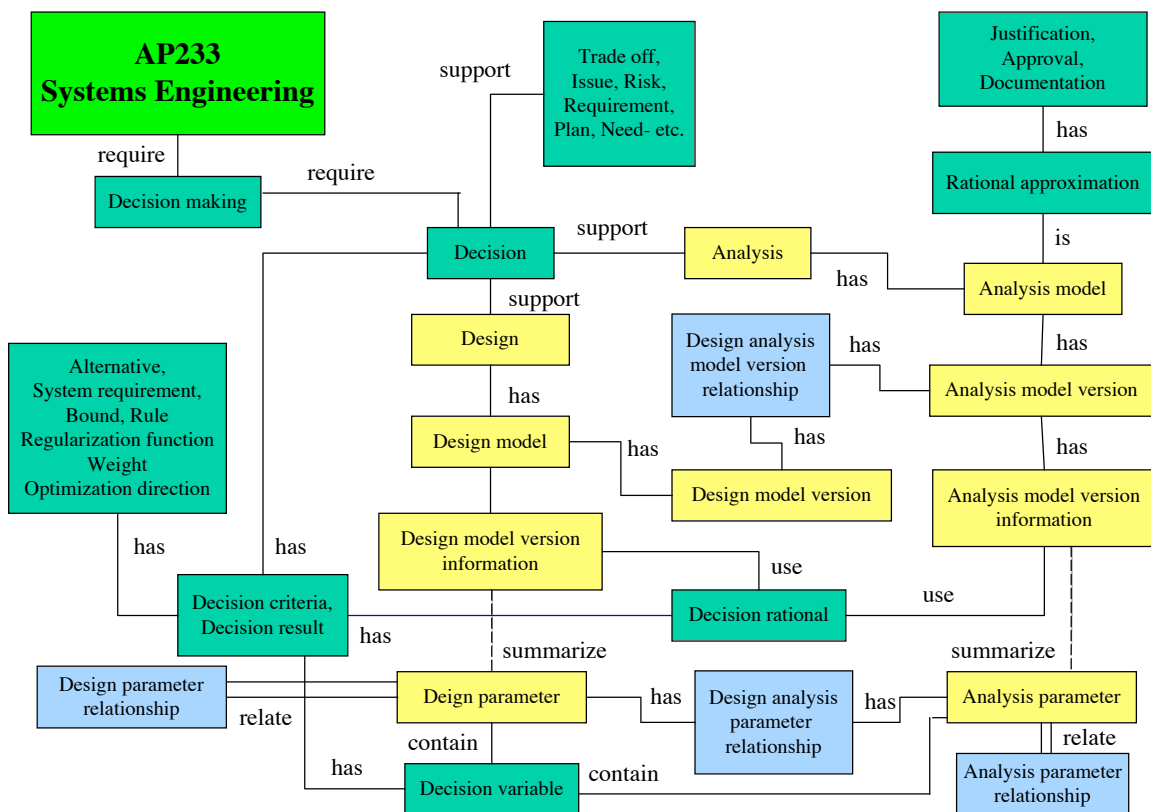 AP233
Systems Engineering
support
Trade off,
Issue, Risk,
Requirement,
Plan, Need- etc.
Justification,
Approval,
Documentation
require
require
has
Decision making
Rational approximation
support
is
Decision
Analysis
has
Analysis model
support
Design
Design analysis
model version
relationship
has
has
Alternative,
System requirement,
Bound, Rule
Regularization function
Weight
Optimization direction
has
Analysis model version
Design model
has
has
has
Design model version
Analysis model version
information
Design model version
information
has
has
use
use
Decision criteria,
Decision result
has
Decision rational
summarize
summarize
Design parameter
relationship
relate
Deign parameter
has
Design analysis
parameter
relationship
has
Analysis parameter
contain
relate
has
Decision variable
contain
Analysis parameter
relationship